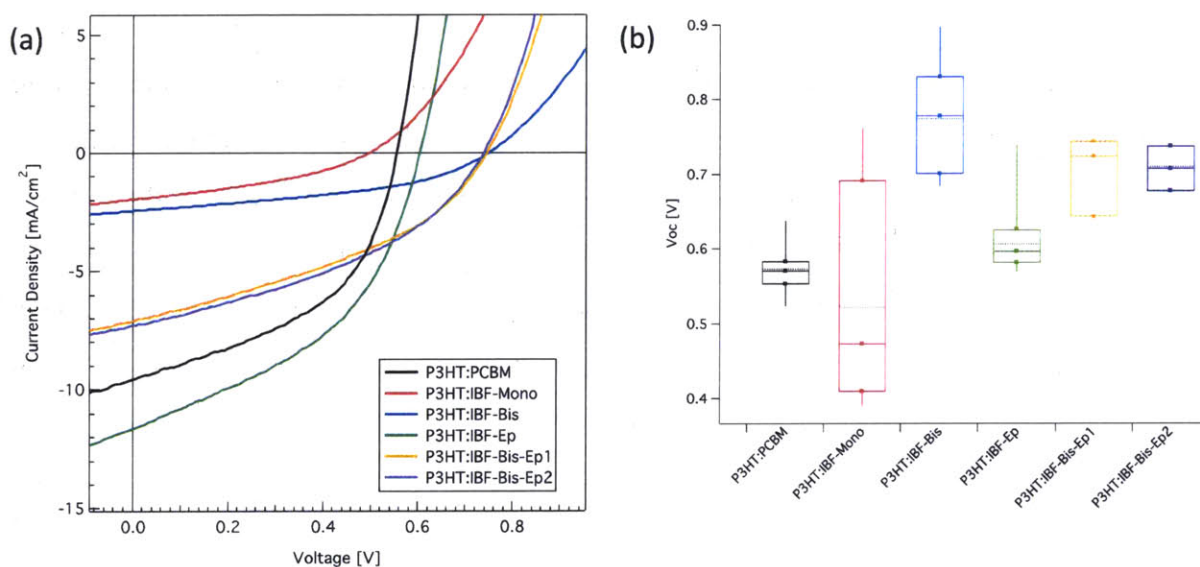 (a)
Current Density [mA/cm²]
5
0
-5
-10
-15
0.0
0.2
0.4
0.6
0.8
Voltage [V]
P3HT:PCBM
P3HT:IBF-Mono
P3HT:IBF-Bis
P3HT:IBF-Ep
P3HT:IBF-Bis-Ep1
P3HT:IBF-Bis-Ep2
(b)
Voc [V]
0.9
0.8
0.7
0.6
0.5
0.4
P3HT:PCBM
P3HT:IBF-Mono
P3HT:IBF-Bis
P3HT:IBF-Ep
P3HT:IBF-Bis-Ep1
P3HT:IBF-Bis-Ep2